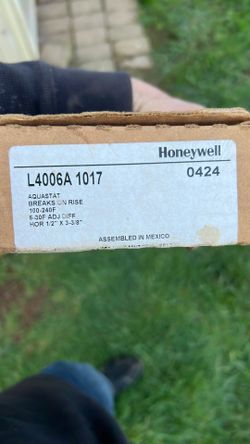 Honeywell
L4006A 1017
0424
AQUASTAT
BREAKS ON RISE
100-240F
5-30F ADJ DIFF
HOR 1/2" X 3-3/8"
ASSEMBLED IN MEXICO